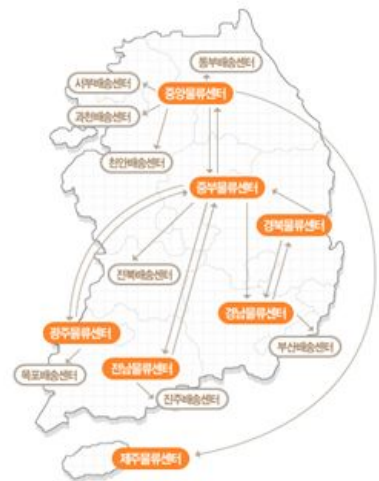 동부배송센터
서부배송센터
중앙물류센터
과천배송센터
천안배송센터
중부물류센터
경북물류센터
전북배송센터
경남물류센터
광주물류센터
부산배송센터
전남물류센터
목포배송센터
진주배송센터
제주물류센터